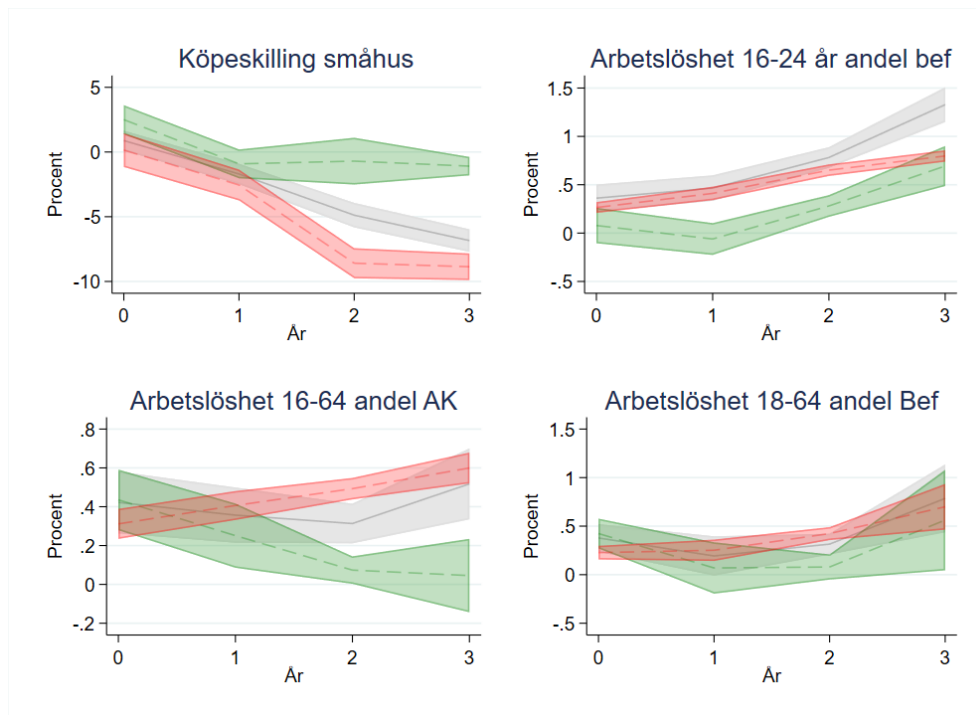 Köpeskilling småhus
5
0
-5
-10
Procent
0 1 2 3
År
Arbetslöshet 16-24 år andel bef
1.5
1
.5
0
-.5
Procent
0 1 2 3
År
Arbetslöshet 16-64 andel AK
.8
.6
.4
.2
0
-.2
Procent
0 1 2 3
År
Arbetslöshet 18-64 andel Bef
1.5
1
.5
0
-.5
Procent
0 1 2 3
År